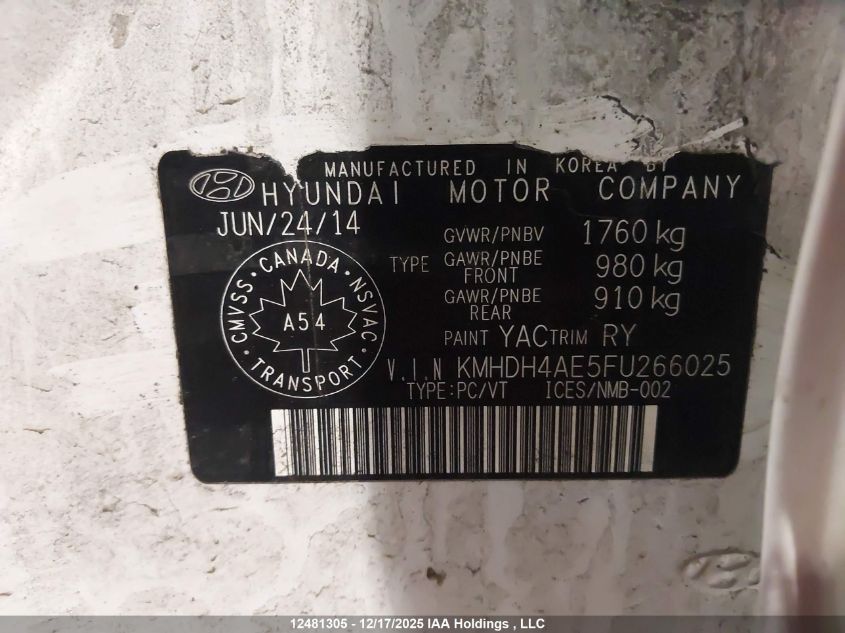 MANUFACTURED IN KOREA BY
HYUNDAI MOTOR COMPANY
JUN/24/14
GVWR/PNBV 1760 kg
TYPE GAWR/PNBE FRONT 980 kg
GAWR/PNBE REAR 910 kg
PAINT YAC TRIM RY
CMVSS • CANADA • NSVAC • TRANSPORT •
A54
V.I.N KMHDH4AE5FU266025
TYPE:PC/VT ICES/NMB-002
12481305 - 12/17/2025 IAA Holdings , LLC